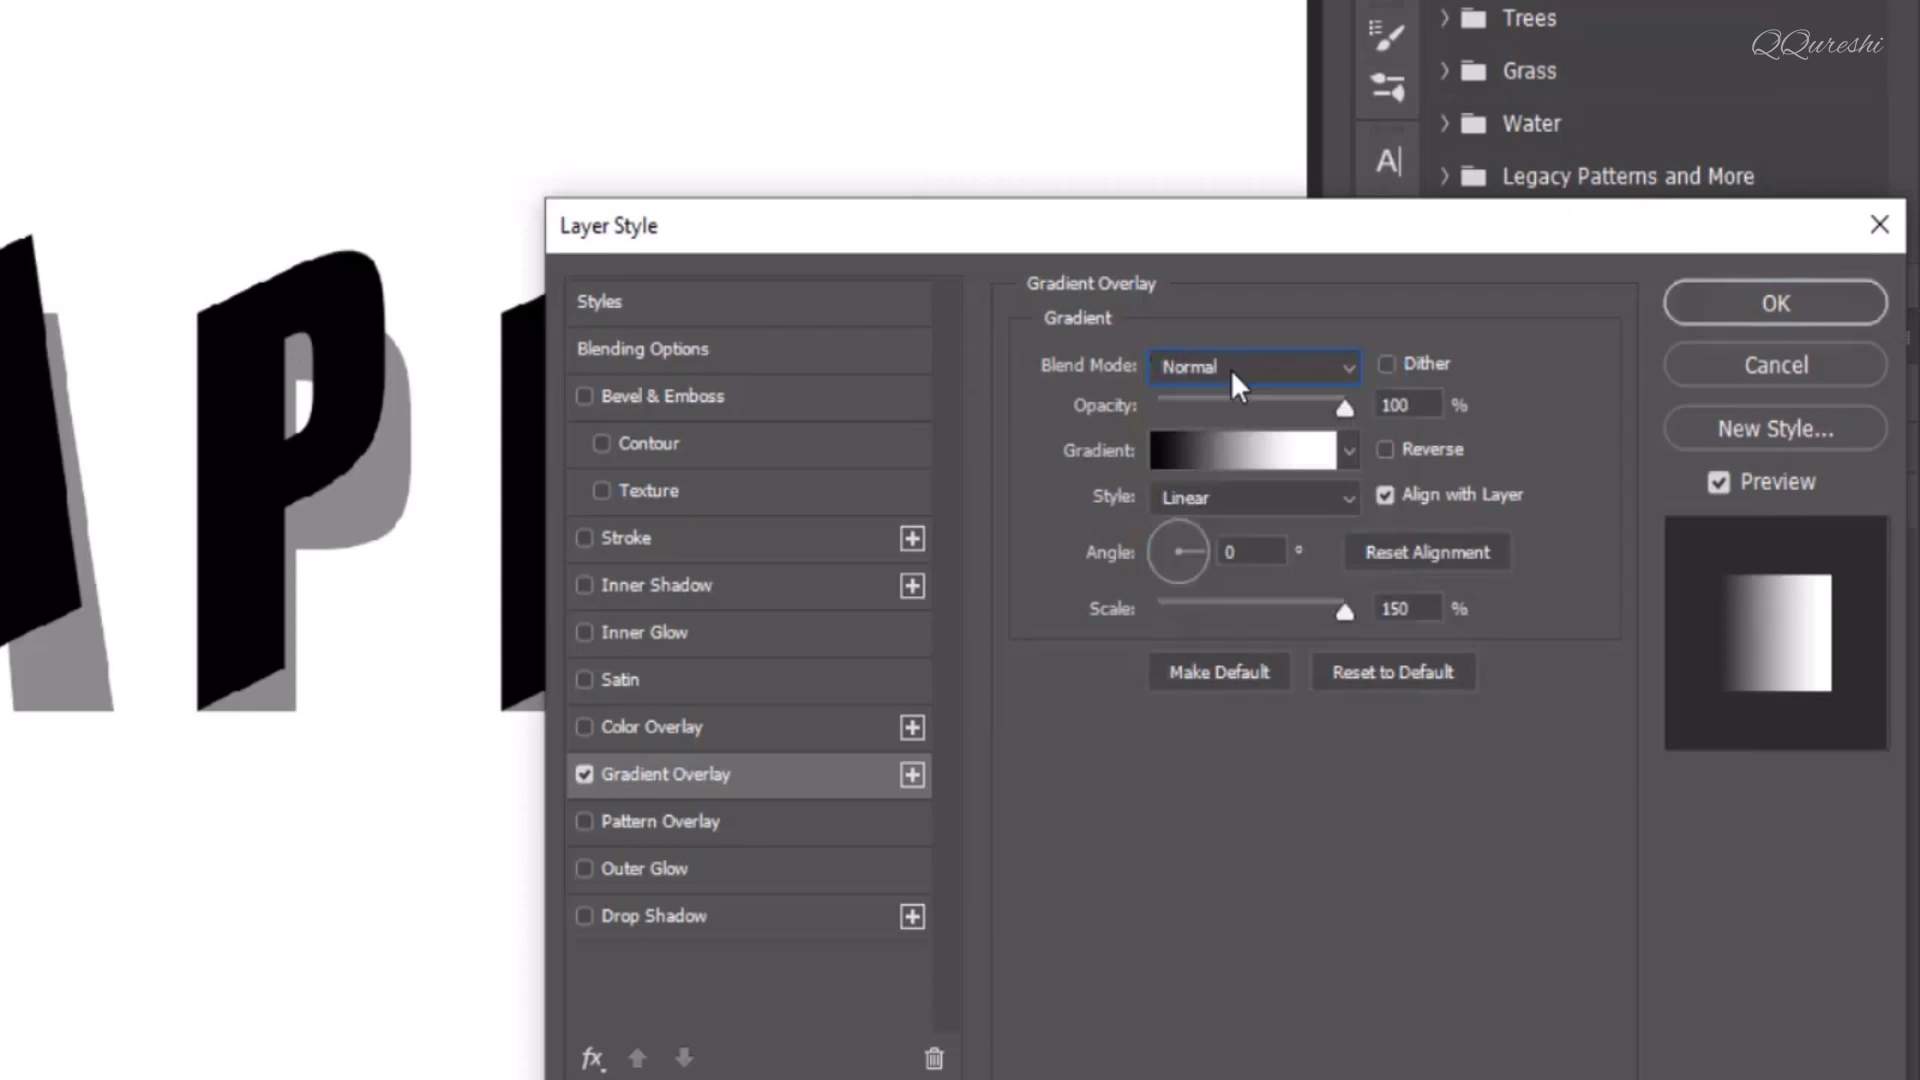 Trees
QQureshi
Grass
Water
A|
Legacy Patterns and More
Layer Style
Gradient Overlay
Styles
OK
Gradient
Blending Options
Blend Mode: Normal Dither
Cancel
Bevel & Emboss
Opacity: 100 %
New Style...
Contour
Gradient: Reverse
Preview
Texture
Style: Linear Align with Layer
Stroke
Angle: 0 ° Reset Alignment
Inner Shadow
Scale: 150 %
Inner Glow
Satin
Make Default Reset to Default
Color Overlay
Gradient Overlay
Pattern Overlay
Outer Glow
Drop Shadow
fx
AP